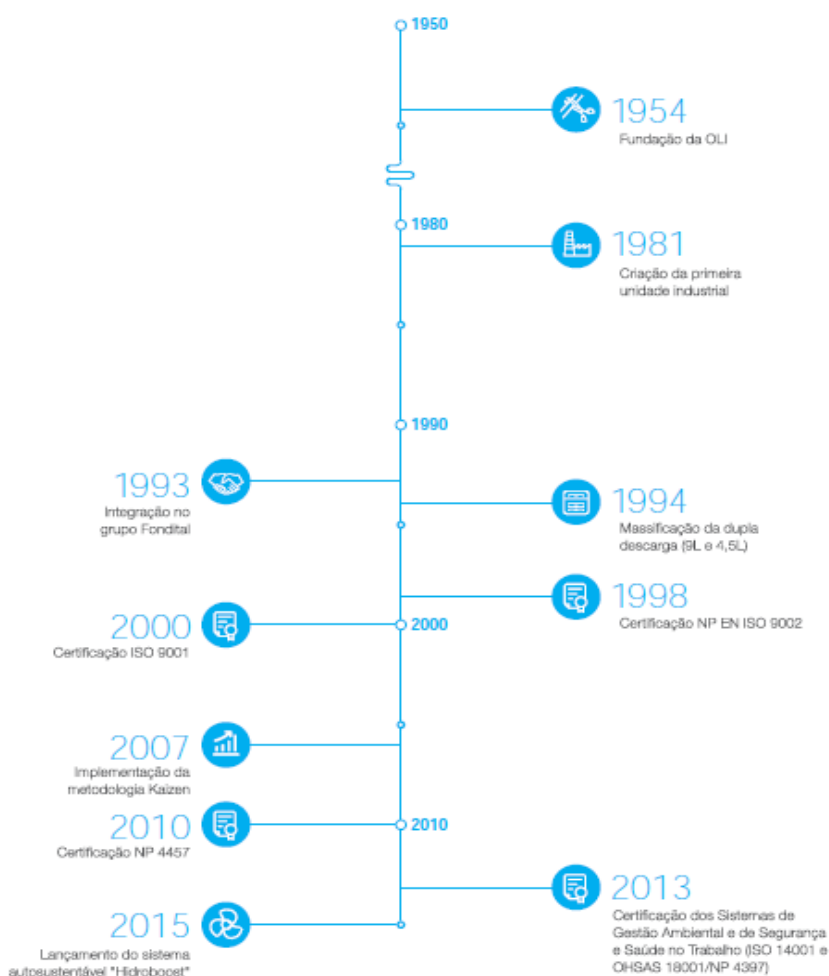 1950
1954
Fundação da OLI
1980
1981
Criação da primeira
unidade industrial
1990
1993
Integração no
grupo Fondital
1994
Massificação da dupla
descarga (9L e 4,5L)
1998
Certificação NP EN ISO 9002
2000
Certificação ISO 9001
2000
2007
Implementação da
metodologia Kaizen
2010
Certificação NP 4457
2010
2013
Certificação dos Sistemas de
Gestão Ambiental e de Segurança
e Saúde no Trabalho (ISO 14001 e
OHSAS 18001/NP 4397)
2015
Lançamento do sistema
autosustentável "Hidroboost"